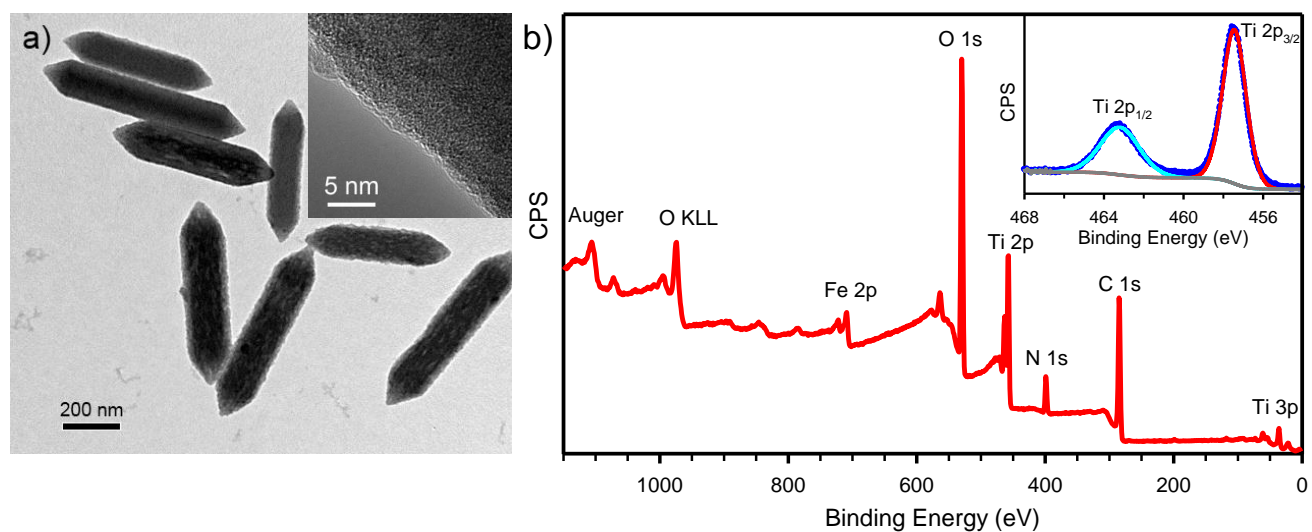 a)
5 nm
200 nm
b)
CPS
Auger
O KLL
Fe 2p
O 1s
Ti 2p
N 1s
C 1s
Ti 3p
1000 800 600 400 200 0
Binding Energy (eV)
CPS
Ti 2p1/2
Ti 2p3/2
468 464 460 456
Binding Energy (eV)